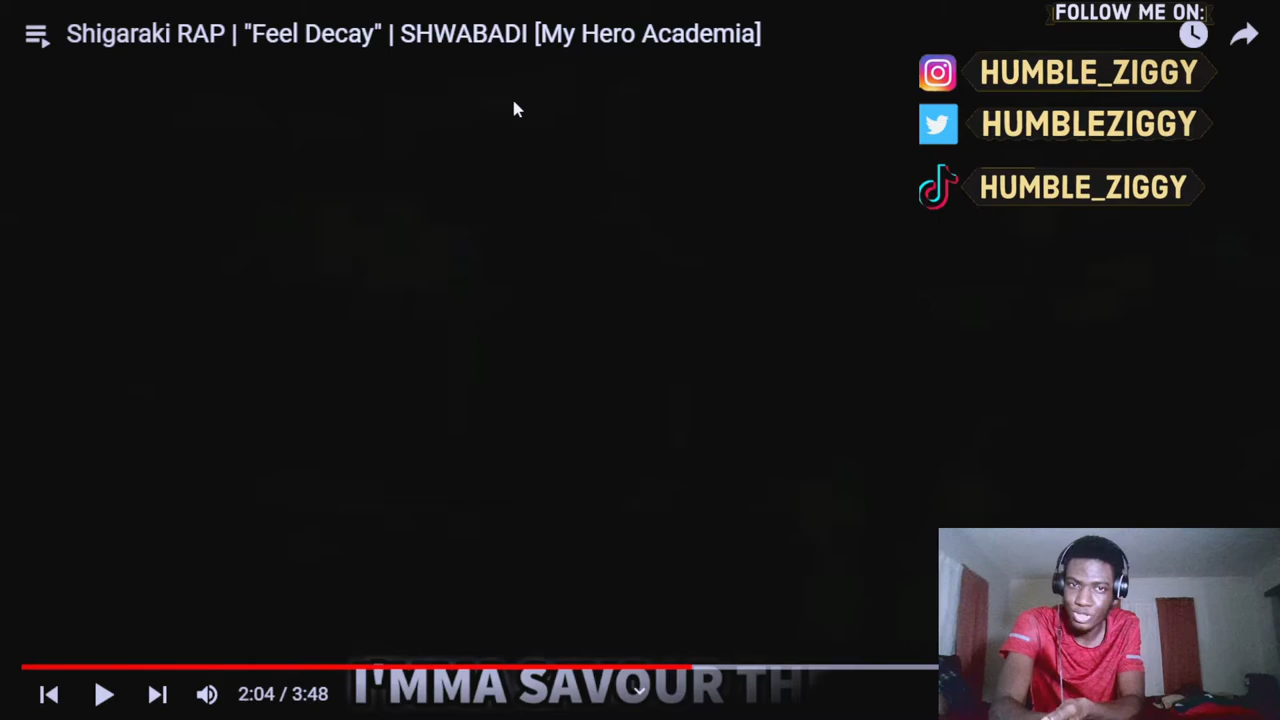 FOLLOW ME ON:
Shigaraki RAP | "Feel Decay" | SHWABADI [My Hero Academia]
HUMBLE_ZIGGY
HUMBLEZIGGY
HUMBLE_ZIGGY
I'MMA SAVOUR TH
2:04 / 3:48